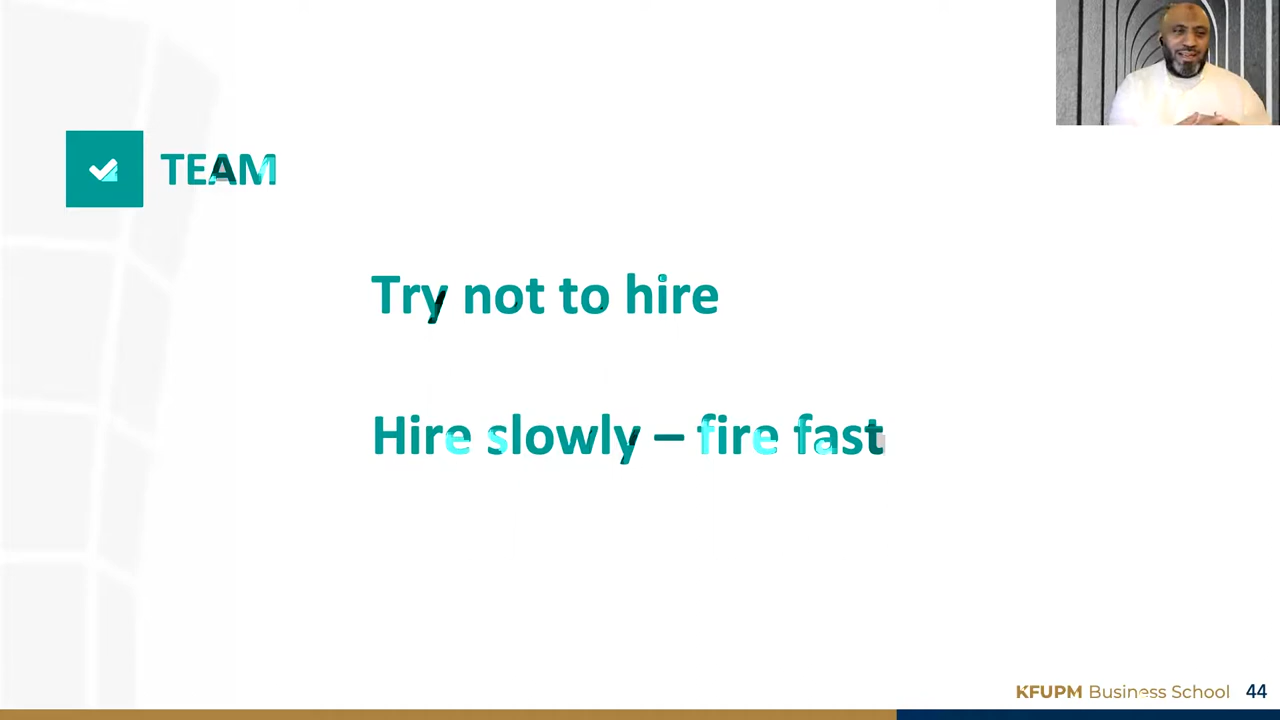 TEAM
Try not to hire
Hire slowly – fire fast
KFUPM Business School 44